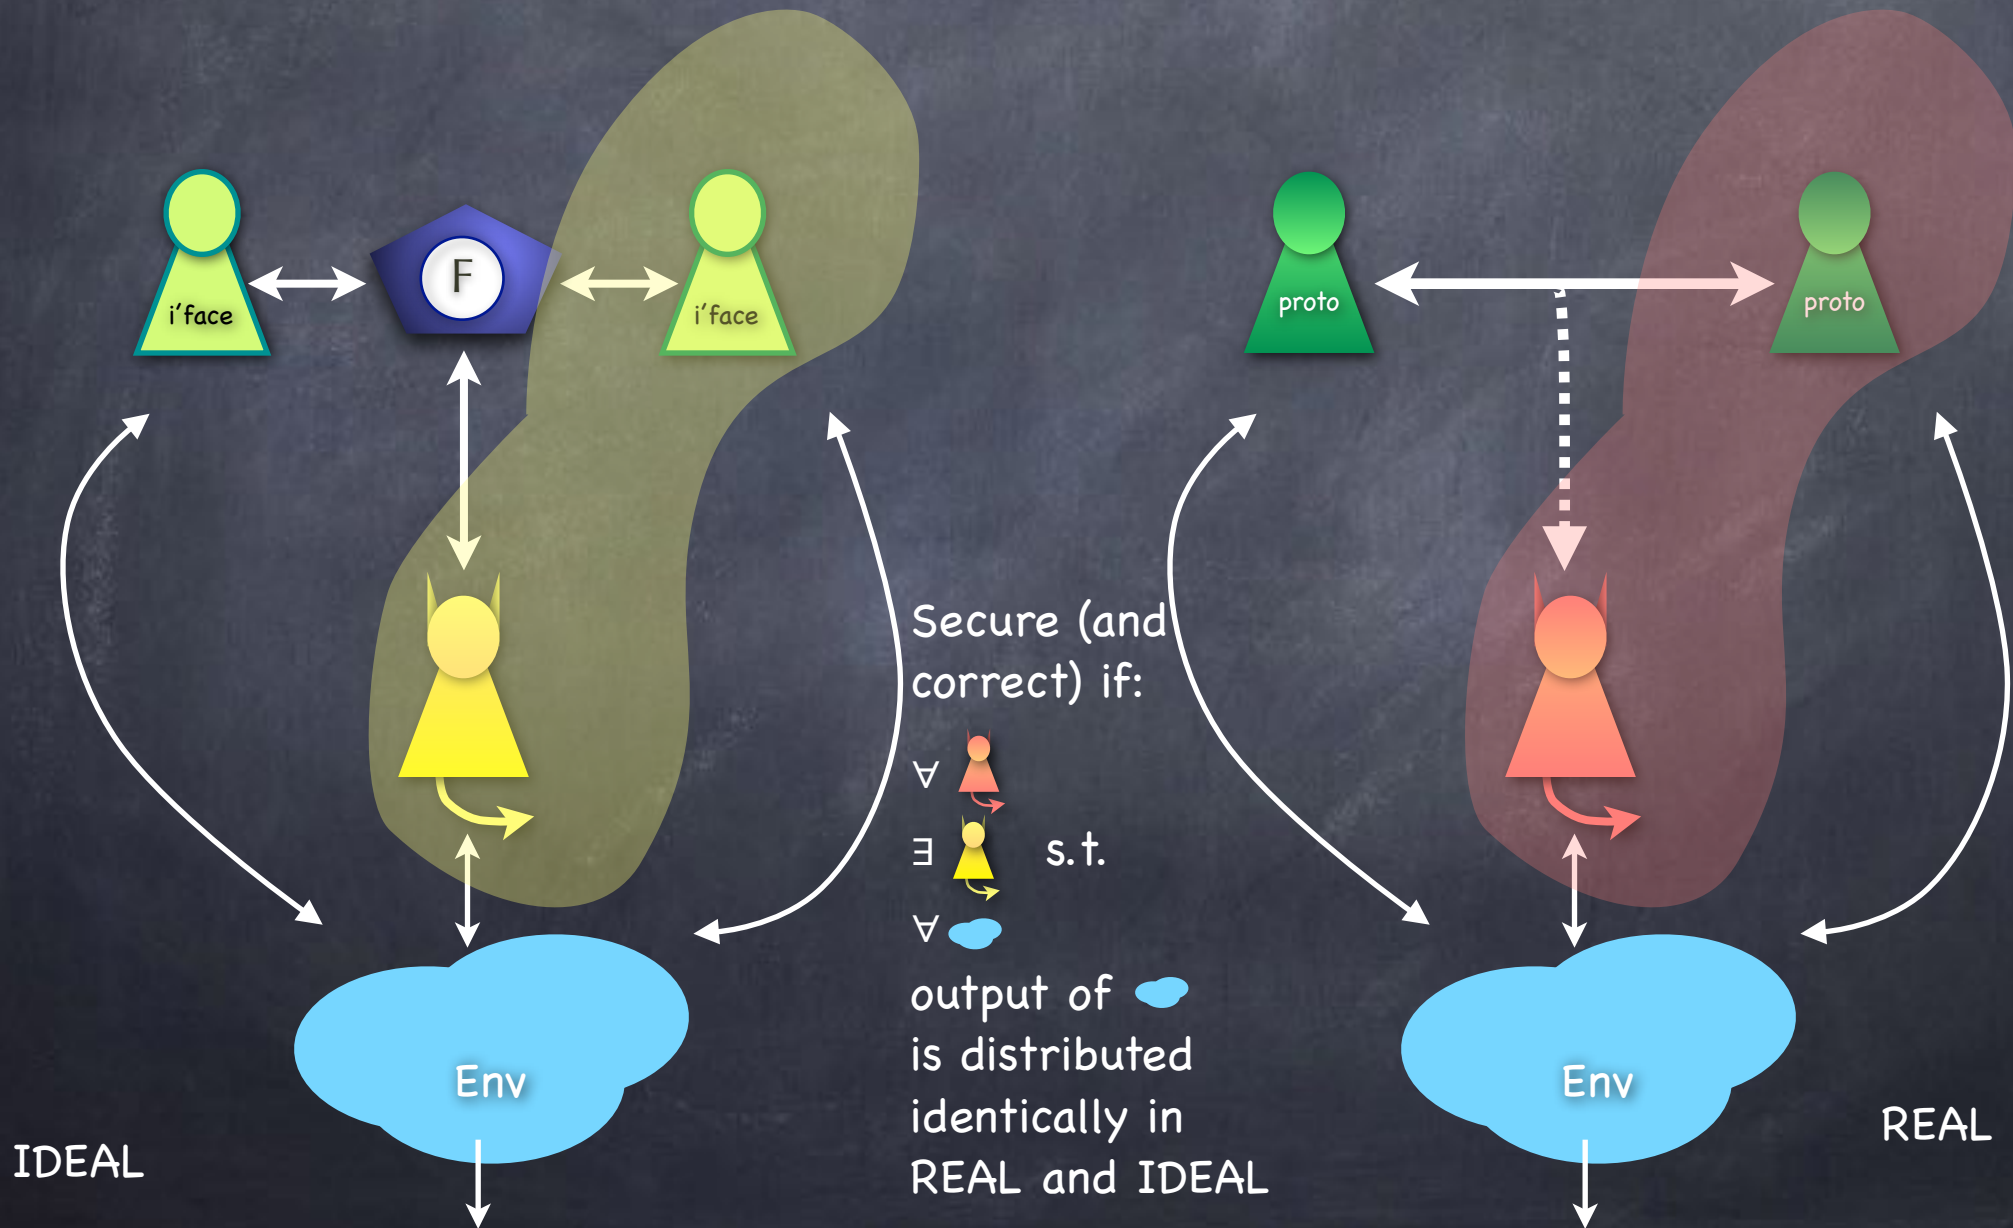 F
i'face
i'face
proto
proto
Secure (and
correct) if:
∀
∃ s.t.
∀
output of
is distributed
identically in
REAL and IDEAL
Env
Env
IDEAL
REAL